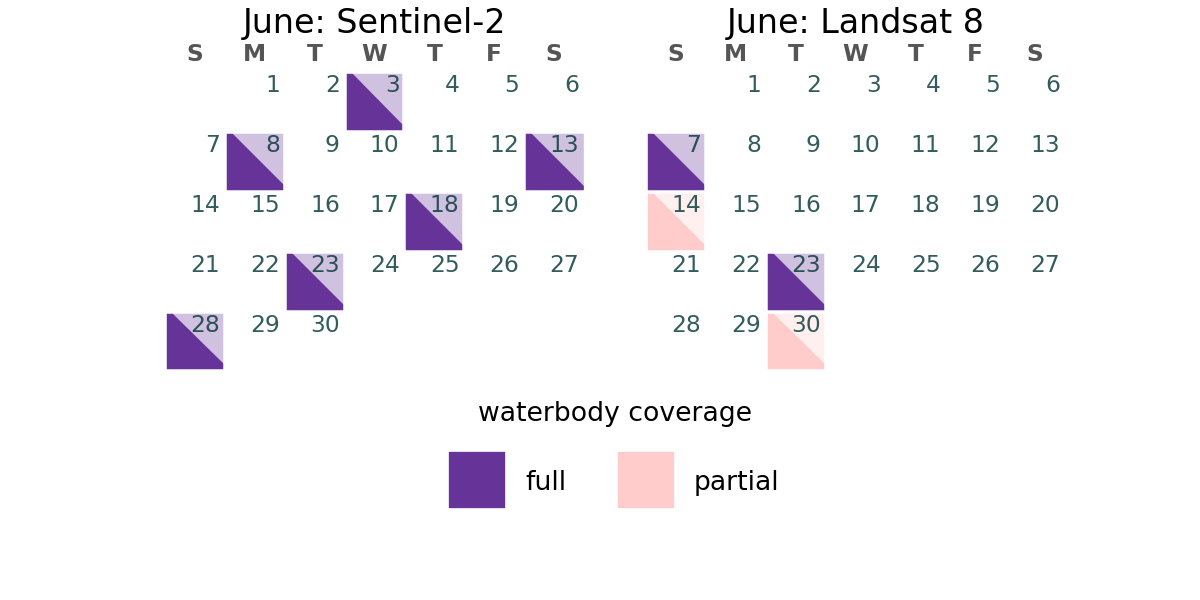 June: Sentinel-2
S M T W T F S
1 2 3 4 5 6
7 8 9 10 11 12 13
14 15 16 17 18 19 20
21 22 23 24 25 26 27
28 29 30
June: Landsat 8
S M T W T F S
1 2 3 4 5 6
7 8 9 10 11 12 13
14 15 16 17 18 19 20
21 22 23 24 25 26 27
28 29 30
waterbody coverage
full partial